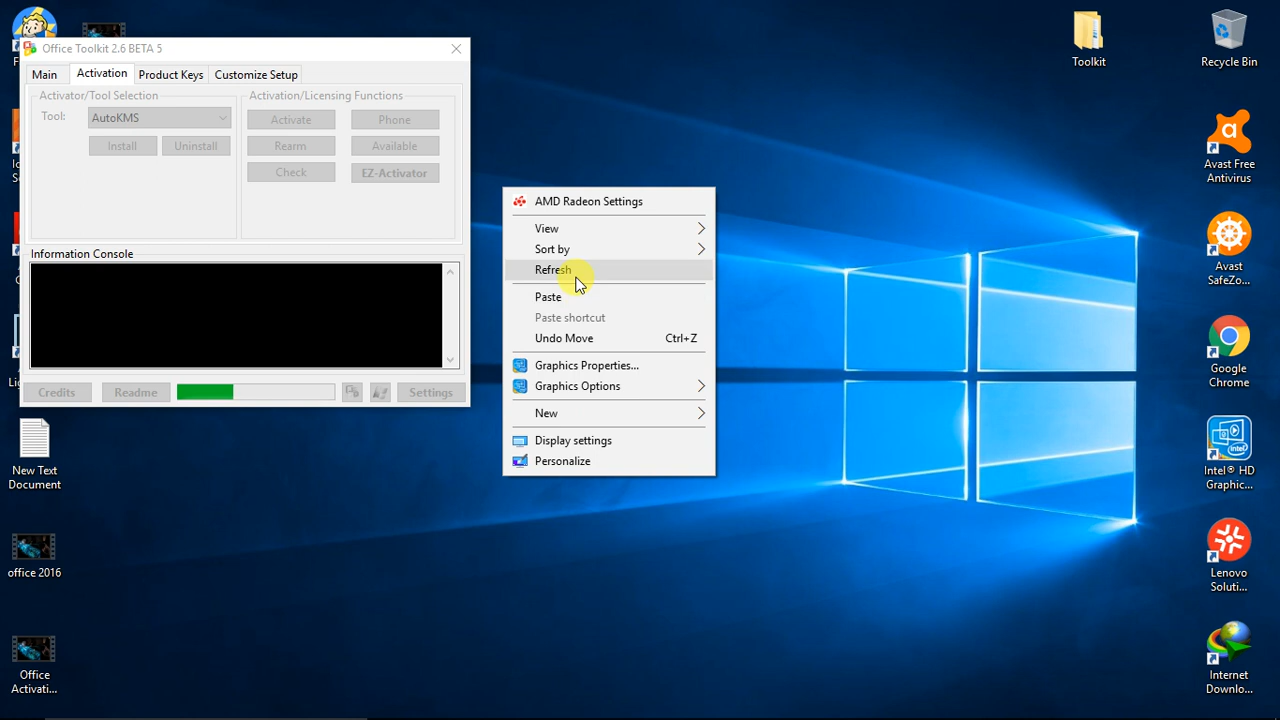 Office Toolkit 2.6 BETA 5
Main
Activation
Product Keys
Customize Setup
Activator/Tool Selection
Tool:
AutoKMS
Install
Uninstall
Activation/Licensing Functions
Activate
Phone
Rearm
Available
Check
EZ-Activator
Information Console
Credits
Readme
Settings
AMD Radeon Settings
View
Sort by
Refresh
Paste
Paste shortcut
Undo Move Ctrl+Z
Graphics Properties...
Graphics Options
New
Display settings
Personalize
New Text
Document
office 2016
Office
Activati...
Toolkit
Recycle Bin
Avast Free
Antivirus
Avast
SafeZo...
Google
Chrome
Intel® HD
Graphic...
Lenovo
Soluti...
Internet
Downlo...